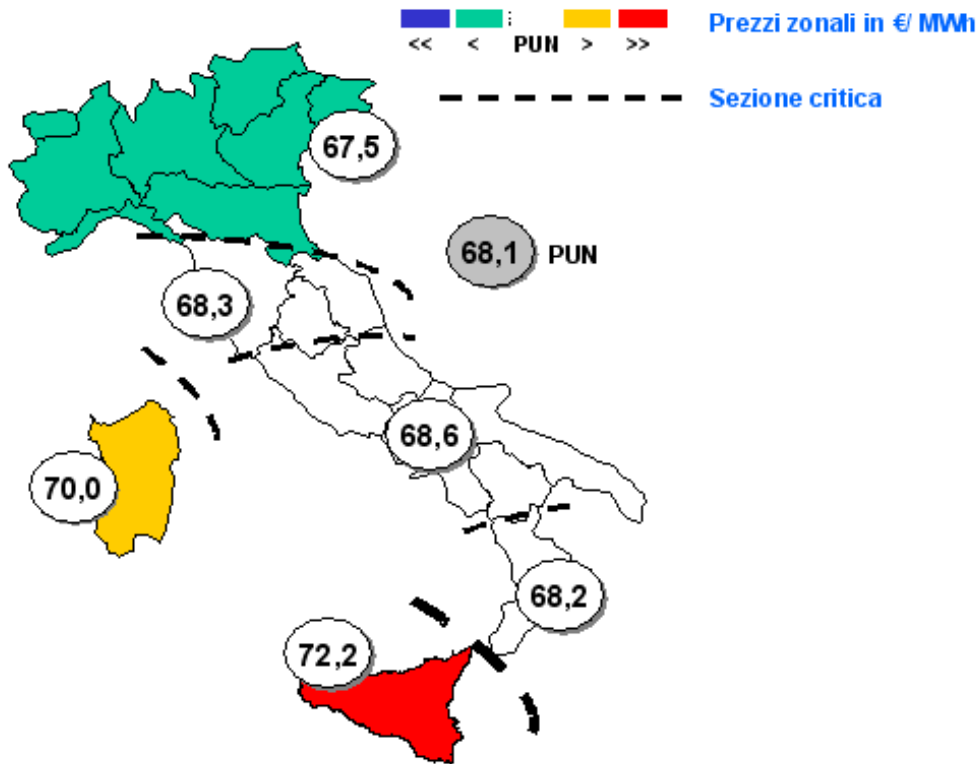 Prezzi zonali in €/ MWh
<< < PUN > >>
Sezione critica
67,5
68,1 PUN
68,3
68,6
70,0
68,2
72,2